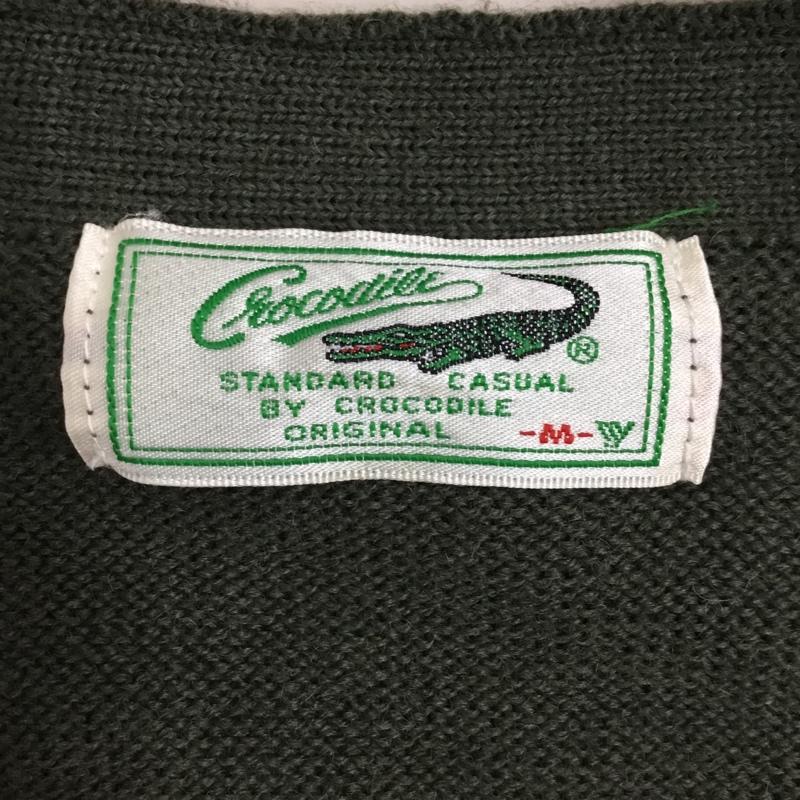 Crocodile
®
STANDARD CASUAL
BY CROCODILE
ORIGINAL
-M-